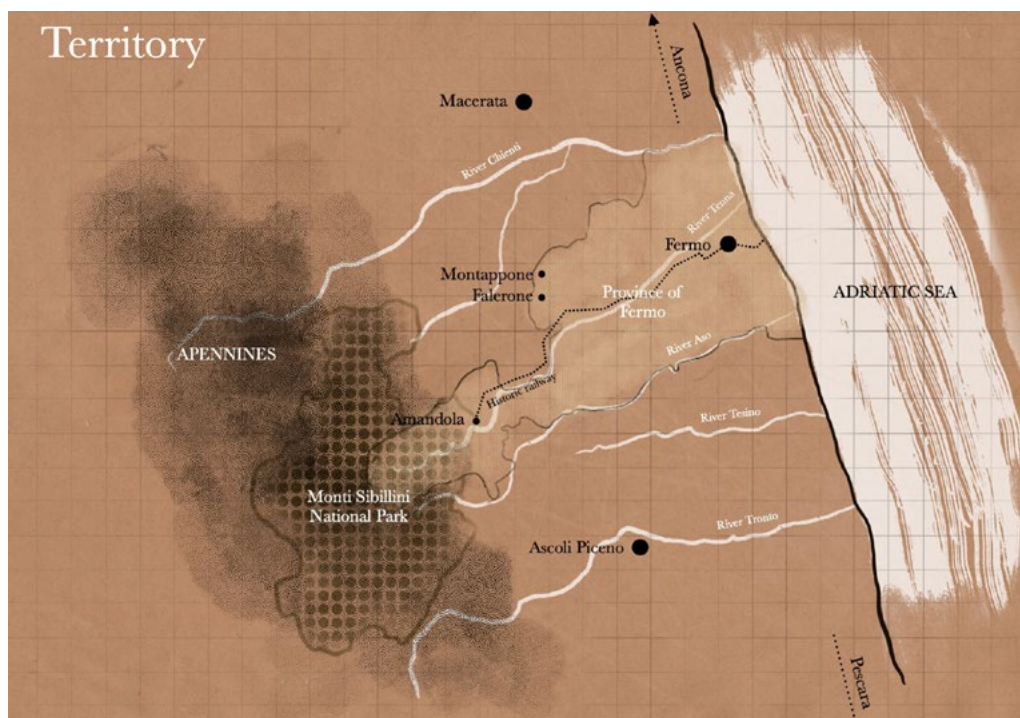 Territory
Ancona
Macerata
River Chienti
River Tenna
Fermo
Montappone
Falerone
Province of
Fermo
ADRIATIC SEA
APENNINES
River Aso
Historic railway
Amandola
River Tesino
Monti Sibillini
National Park
River Tronto
Ascoli Piceno
Pescara